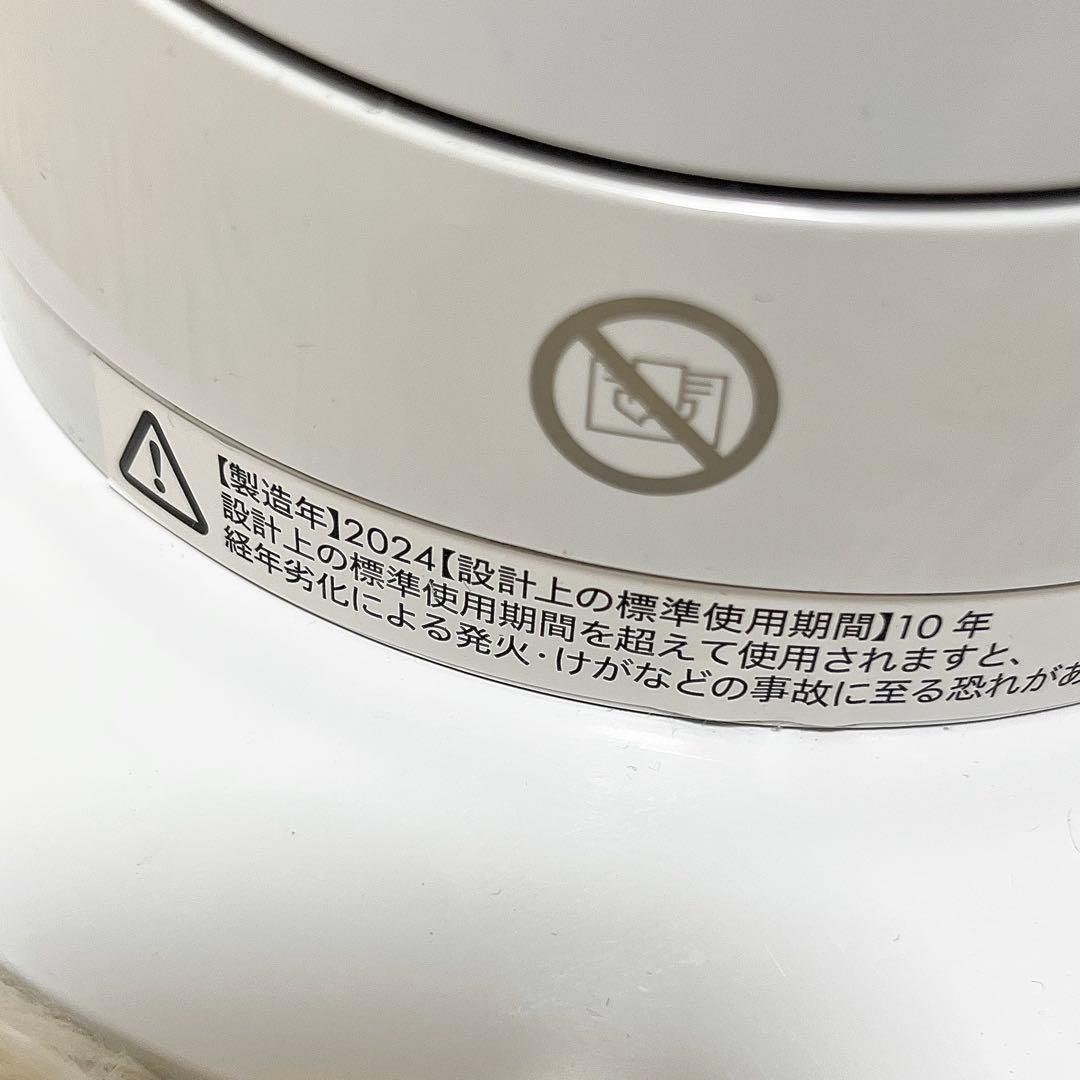 【製造年】2024【設計上の標準使用期間】10年
設計上の標準使用期間を超えて使用されますと、
経年劣化による発火・けがなどの事故に至る恐れがあ